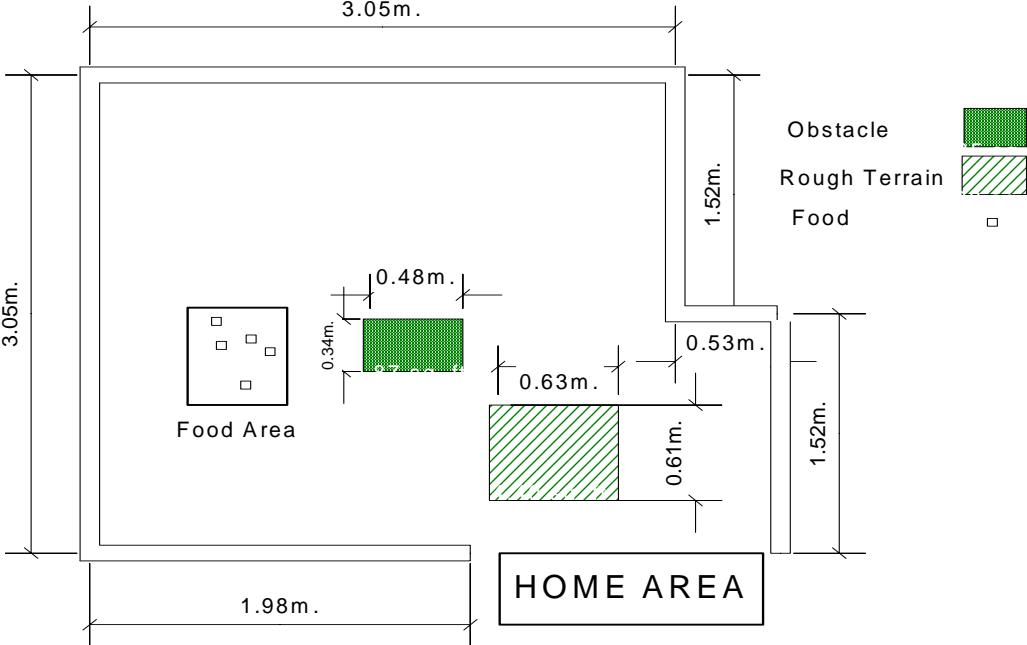 3.05m.
Obstacle
Rough Terrain
Food
1.52m.
3.05m.
0.48m.
0.34m.
0.53m.
0.63m.
Food Area
0.61m.
1.52m.
HOME AREA
1.98m.